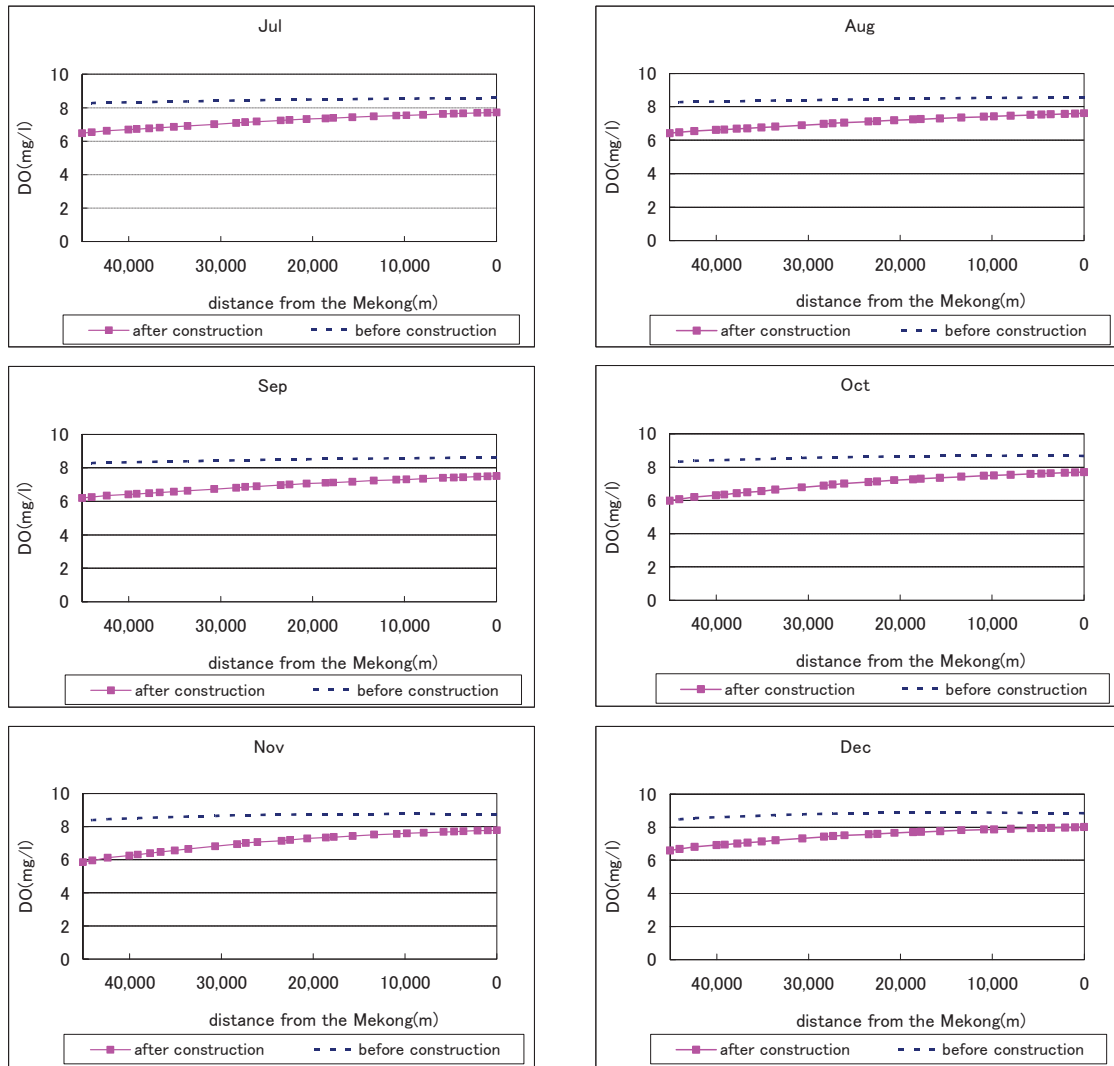 Jul
10
8
6
4
2
0
DO(mg/l)
40,000 30,000 20,000 10,000 0
distance from the Mekong(m)
after construction before construction
Aug
10
8
6
4
2
0
DO(mg/l)
40,000 30,000 20,000 10,000 0
distance from the Mekong(m)
after construction before construction
Sep
10
8
6
4
2
0
DO(mg/l)
40,000 30,000 20,000 10,000 0
distance from the Mekong(m)
after construction before construction
Oct
10
8
6
4
2
0
DO(mg/l)
40,000 30,000 20,000 10,000 0
distance from the Mekong(m)
after construction before construction
Nov
10
8
6
4
2
0
DO(mg/l)
40,000 30,000 20,000 10,000 0
distance from the Mekong(m)
after construction before construction
Dec
10
8
6
4
2
0
DO(mg/l)
40,000 30,000 20,000 10,000 0
distance from the Mekong(m)
after construction before construction